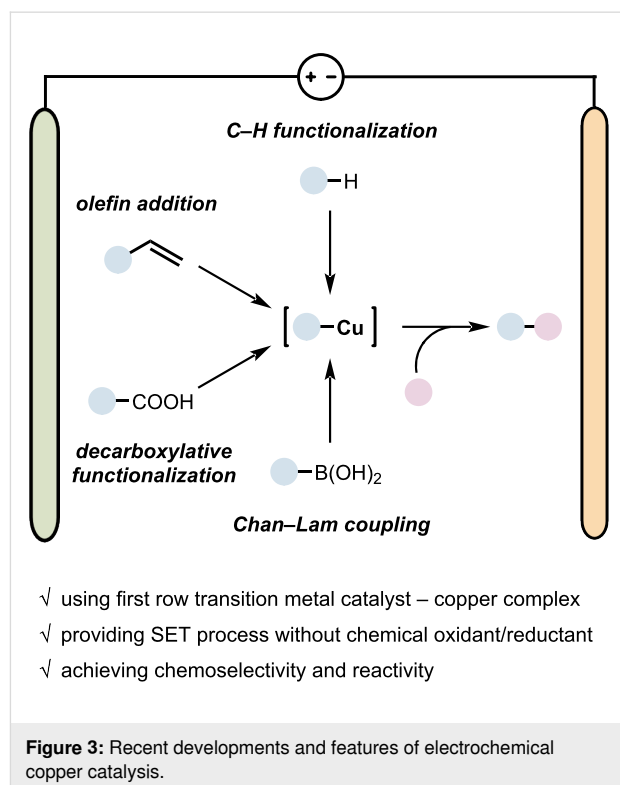 + -
C–H functionalization
H
olefin addition
[ Cu ]
COOH
decarboxylative
functionalization
B(OH)2
Chan–Lam coupling
√ using first row transition metal catalyst – copper complex
√ providing SET process without chemical oxidant/reductant
√ achieving chemoselectivity and reactivity
Figure 3: Recent developments and features of electrochemical
copper catalysis.